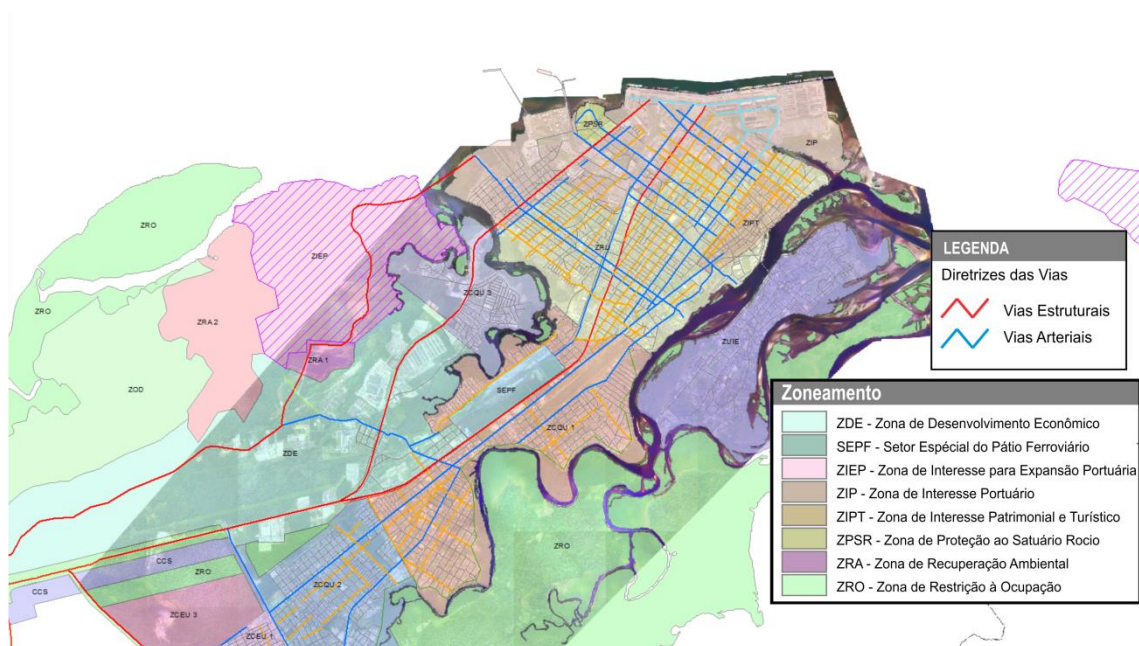 ZPSR
ZIP
ZRO
ZIEP
ZIPT
ZCQU 3
ZRO
ZRA 2
ZUIE
ZRA 1
ZOD
SEPF
ZCQU 1
ZDE
ZRO
CCS
ZRO
CCS
ZCQU 2
ZCEU 3
ZCEU 1
LEGENDA
Diretrizes das Vias
Vias Estruturais
Vias Arteriais
Zoneamento
ZDE - Zona de Desenvolvimento Econômico
SEPF - Setor Espécial do Pátio Ferroviário
ZIEP - Zona de Interesse para Expansão Portuária
ZIP - Zona de Interesse Portuário
ZIPT - Zona de Interesse Patrimonial e Turístico
ZPSR - Zona de Proteção ao Satuário Rocio
ZRA - Zona de Recuperação Ambiental
ZRO - Zona de Restrição à Ocupação